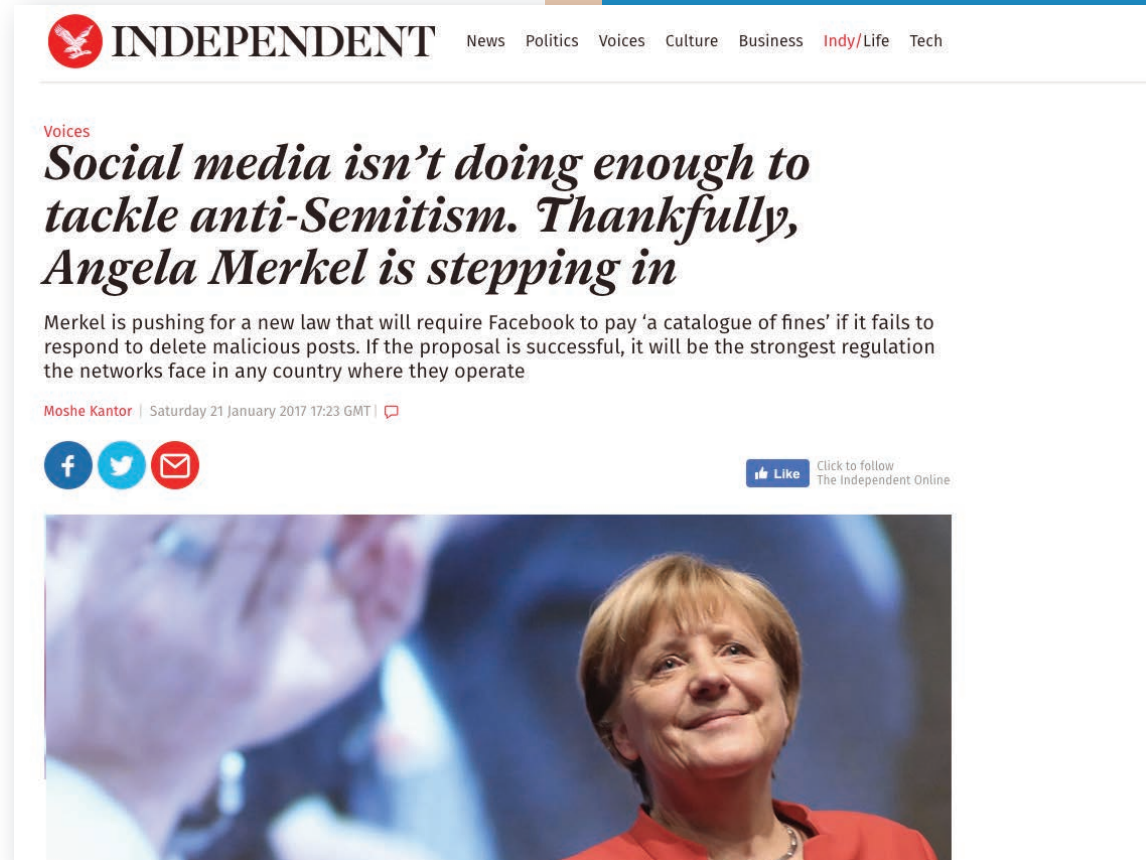 INDEPENDENT News Politics Voices Culture Business Indy/Life Tech
Voices
Social media isn't doing enough to
tackle anti-Semitism. Thankfully,
Angela Merkel is stepping in
Merkel is pushing for a new law that will require Facebook to pay ‘a catalogue of fines’ if it fails to
respond to delete malicious posts. If the proposal is successful, it will be the strongest regulation
the networks face in any country where they operate
Moshe Kantor | Saturday 21 January 2017 17:23 GMT |
Like
Click to follow
The Independent Online